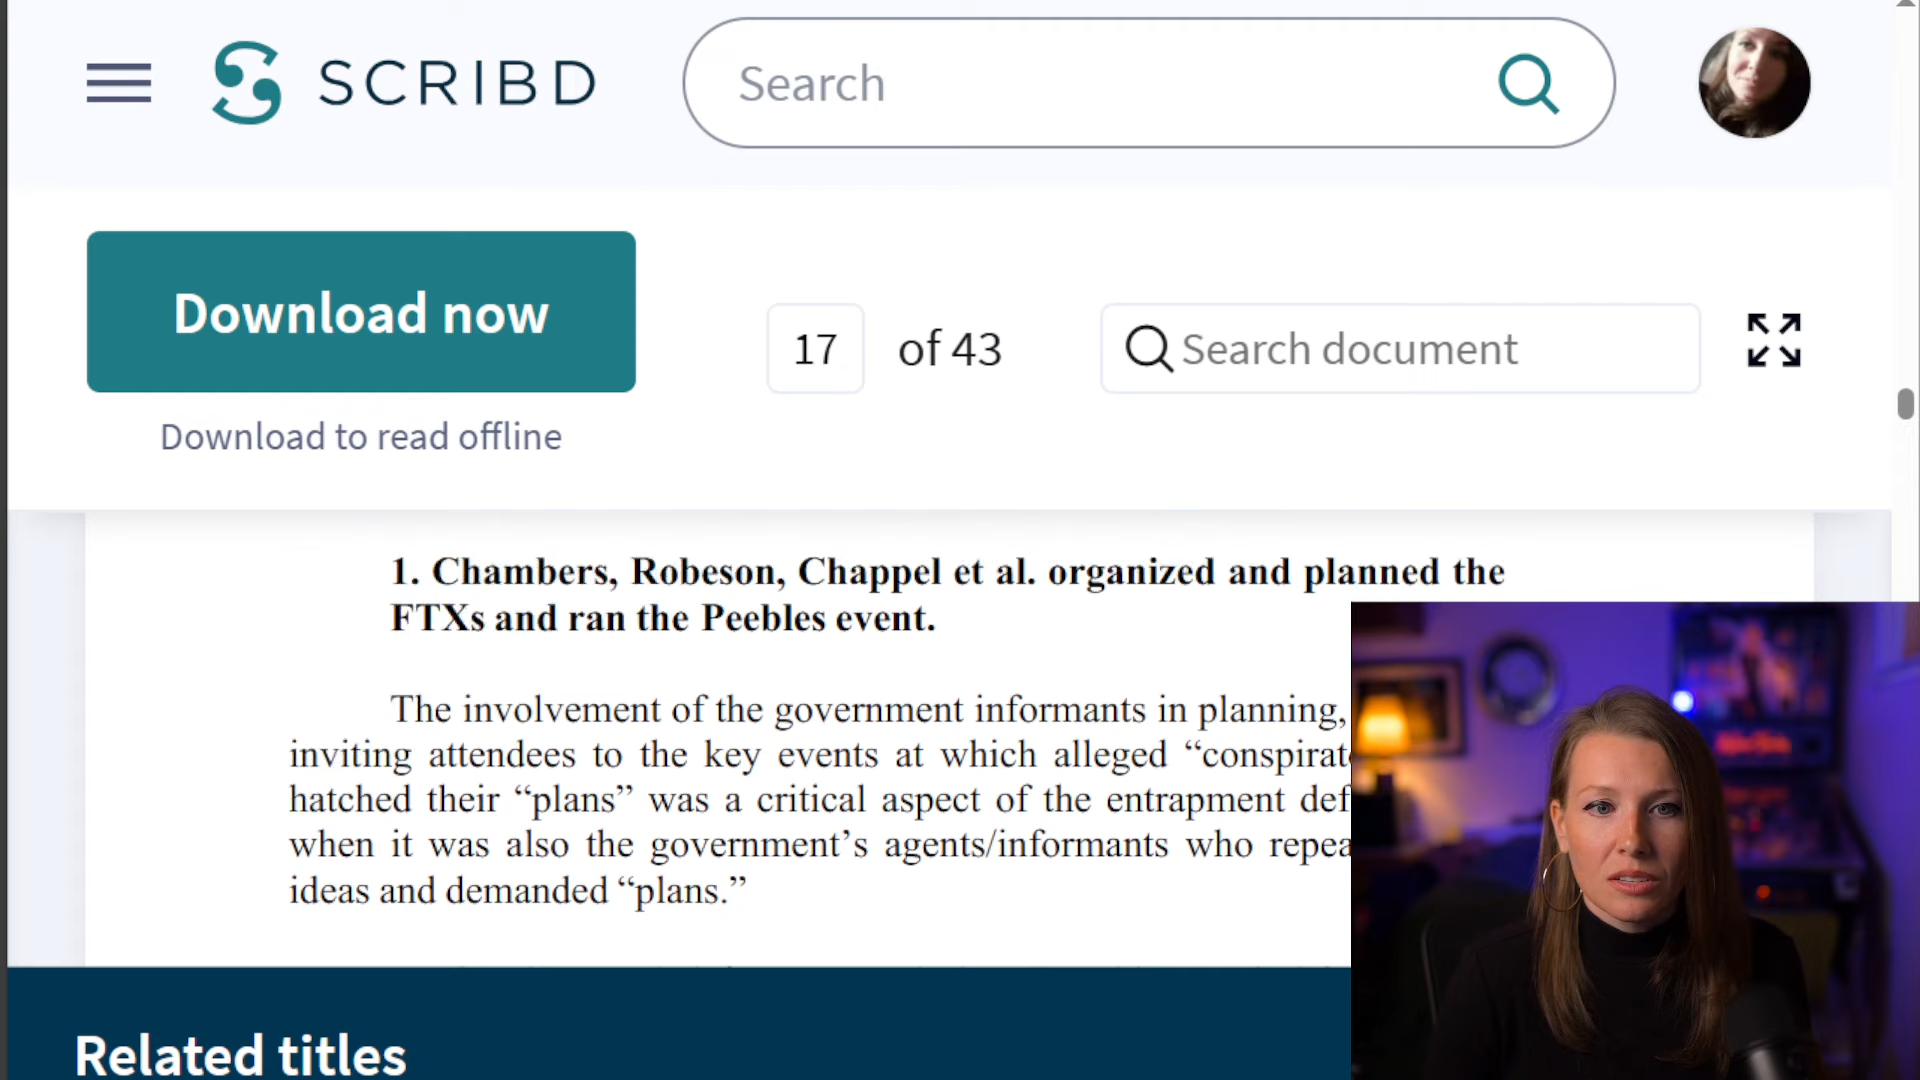 SCRIBD
Search
Download now
17 of 43
Search document
Download to read offline
1. Chambers, Robeson, Chappel et al. organized and planned the
FTXs and ran the Peebles event.
The involvement of the government informants in planning,
inviting attendees to the key events at which alleged “conspirat
hatched their “plans” was a critical aspect of the entrapment def
when it was also the government’s agents/informants who repea
ideas and demanded “plans.”
Related titles